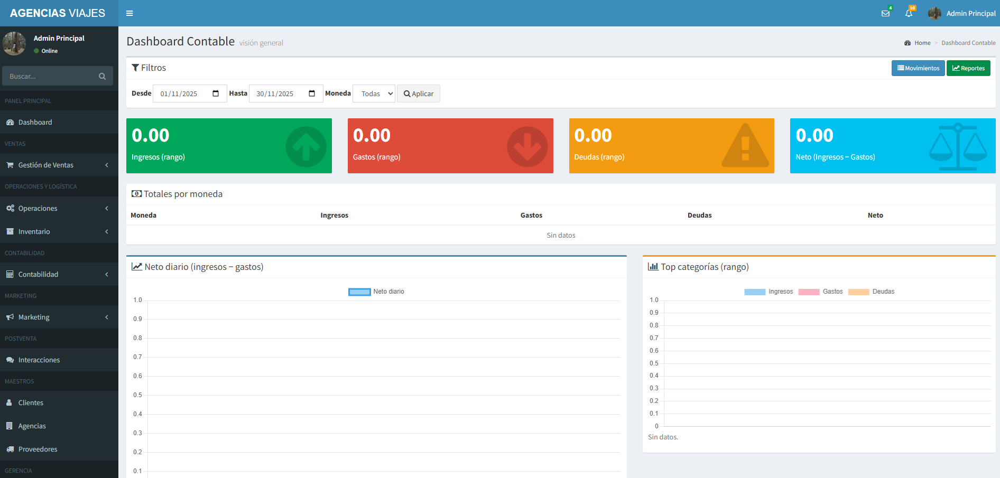 AGENCIAS VIAJES
4
10
Admin Principal
Admin Principal
Online
Buscar...
PANEL PRINCIPAL
Dashboard
VENTAS
Gestión de Ventas
OPERACIONES Y LOGÍSTICA
Operaciones
Inventario
CONTABILIDAD
Contabilidad
MARKETING
Marketing
POSTVENTA
Interacciones
MAESTROS
Clientes
Agencias
Proveedores
GERENCIA
Dashboard Contable visión general
Home > Dashboard Contable
Filtros
Movimientos
Reportes
Desde 01/11/2025 Hasta 30/11/2025 Moneda Todas Aplicar
0.00
Ingresos (rango)
0.00
Gastos (rango)
0.00
Deudas (rango)
0.00
Neto (Ingresos – Gastos)
Totales por moneda
Moneda Ingresos Gastos Deudas Neto
Sin datos
Neto diario (ingresos – gastos)
Neto diario
1.0
0.9
0.8
0.7
0.6
0.5
0.4
0.3
0.2
0.1
Top categorías (rango)
Ingresos Gastos Deudas
1.0
0.9
0.8
0.7
0.6
0.5
0.4
0.3
0.2
0.1
0
Sin datos.